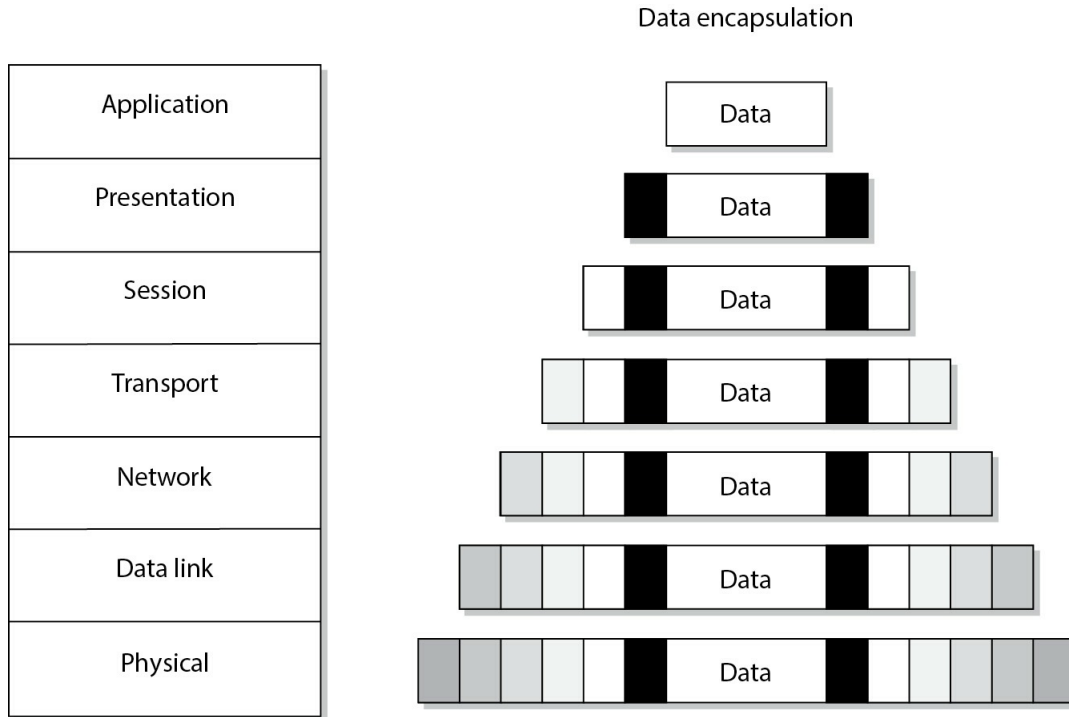 Data encapsulation
Application
Data
Presentation
Data
Session
Data
Transport
Data
Network
Data
Data link
Data
Physical
Data